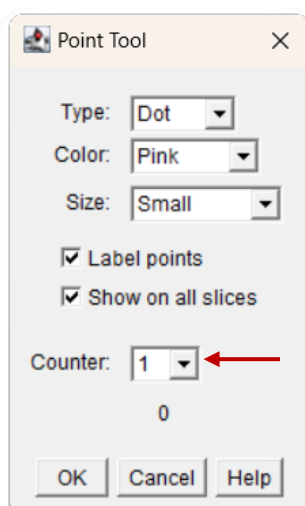 Point Tool
Type: Dot
Color: Pink
Size: Small
Label points
Show on all slices
Counter: 1
0
OK Cancel Help